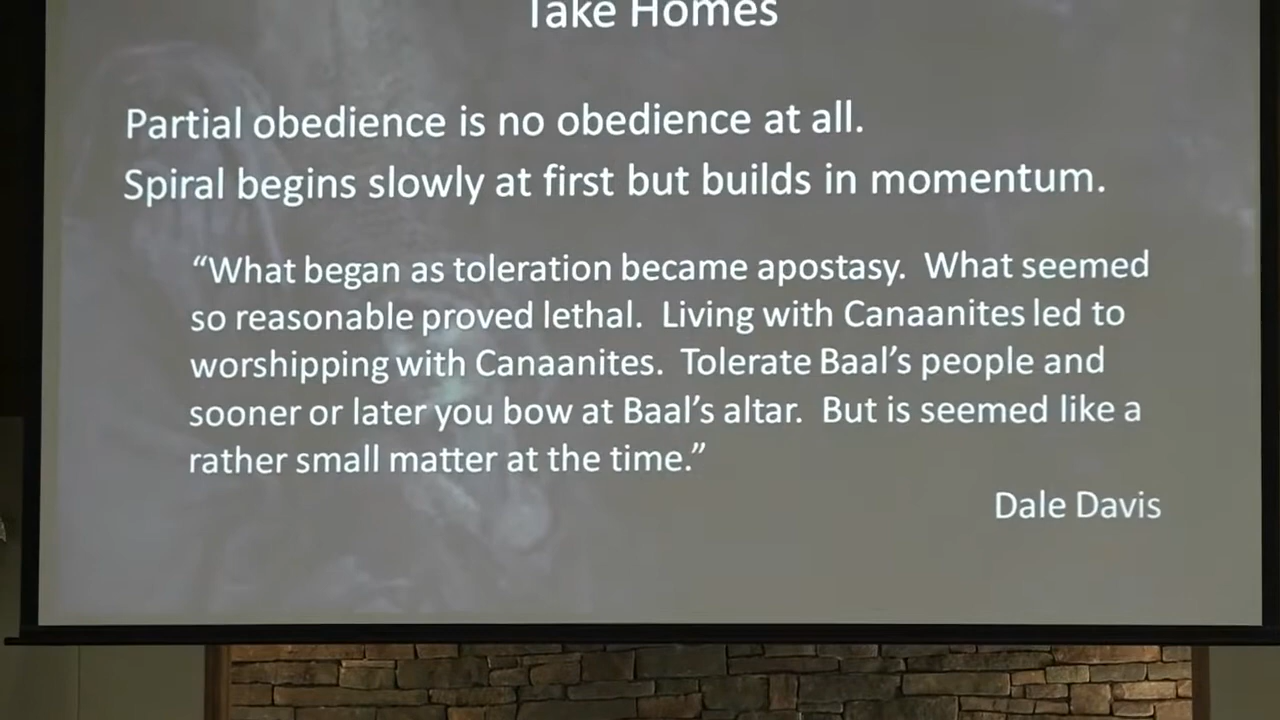 Take Homes
Partial obedience is no obedience at all.
Spiral begins slowly at first but builds in momentum.
“What began as toleration became apostasy.  What seemed
so reasonable proved lethal.  Living with Canaanites led to
worshipping with Canaanites.  Tolerate Baal’s people and
sooner or later you bow at Baal’s altar.  But is seemed like a
rather small matter at the time.”
Dale Davis